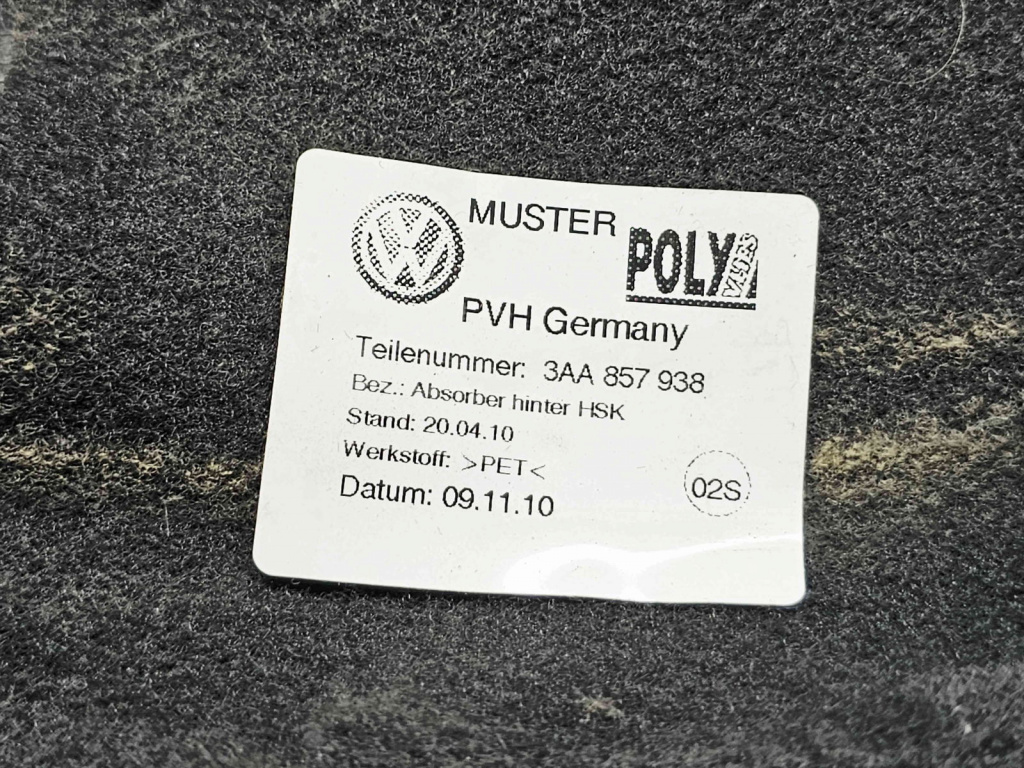 MUSTER
POLY
PVH Germany
Teilenummer: 3AA 857 938
Bez.: Absorber hinter HSK
Stand: 20.04.10
Werkstoff: >PET<
Datum: 09.11.10
02S